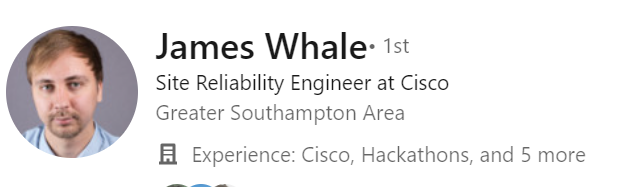 James Whale• 1st
Site Reliability Engineer at Cisco
Greater Southampton Area
Experience: Cisco, Hackathons, and 5 more